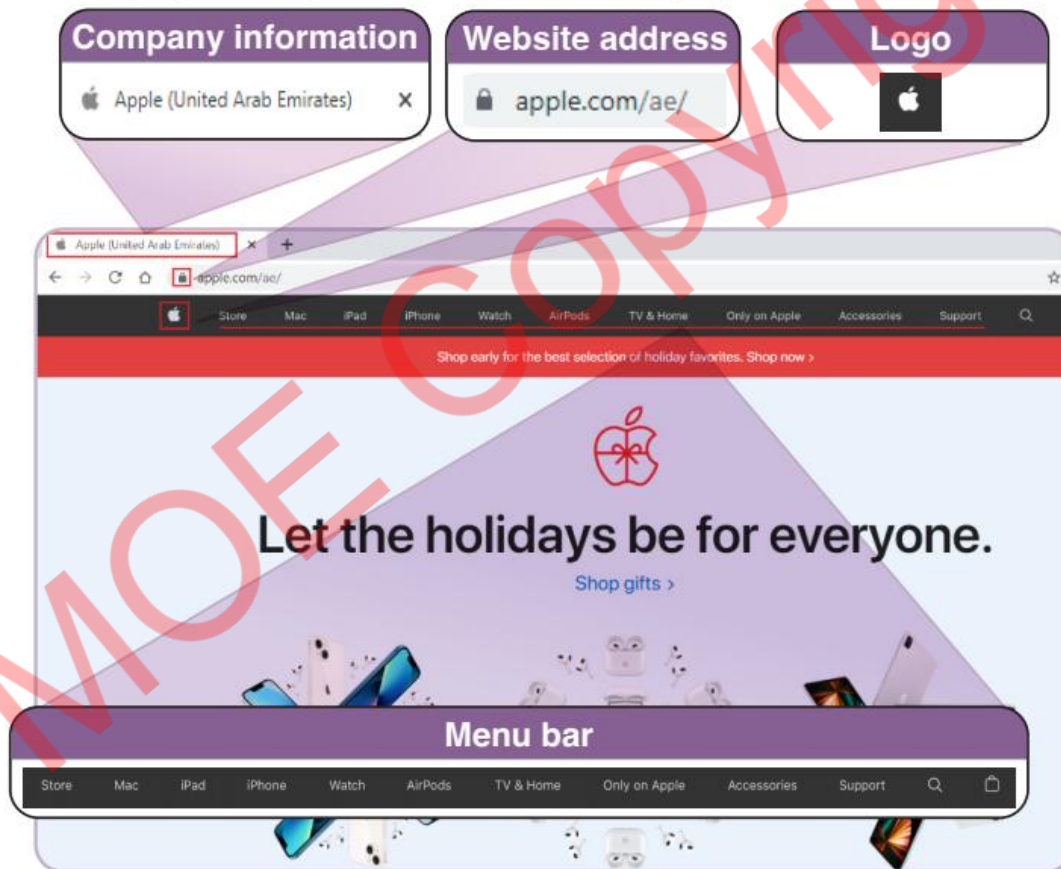 Company information
Apple (United Arab Emirates)
Website address
apple.com/ae/
Logo
Apple (United Arab Emirates)
apple.com/ae/
Store Mac iPad iPhone Watch AirPods TV & Home Only on Apple Accessories Support
Shop early for the best selection of holiday favorites. Shop now >
Let the holidays be for everyone.
Shop gifts >
Menu bar
Store Mac iPad iPhone Watch AirPods TV & Home Only on Apple Accessories Support
MOE Copyrig